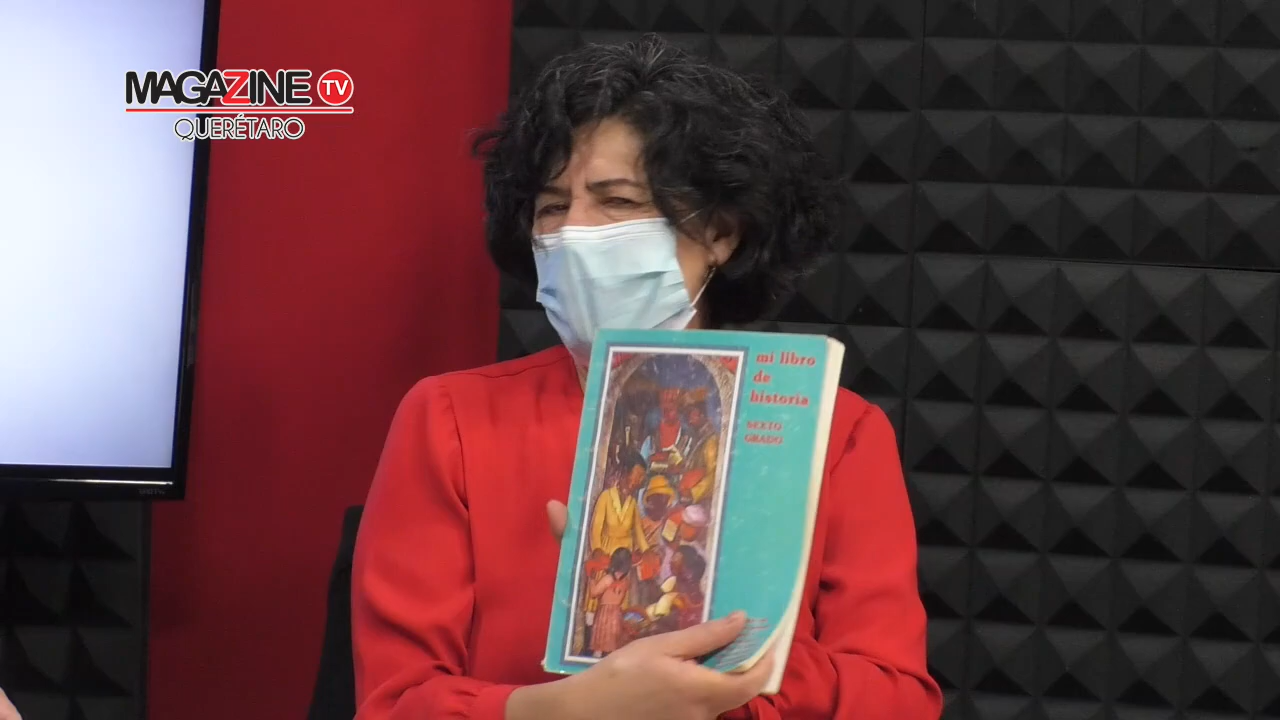 MAGAZINE TV
QUERÉTARO
mi libro
de
historia
SEXTO
GRADO